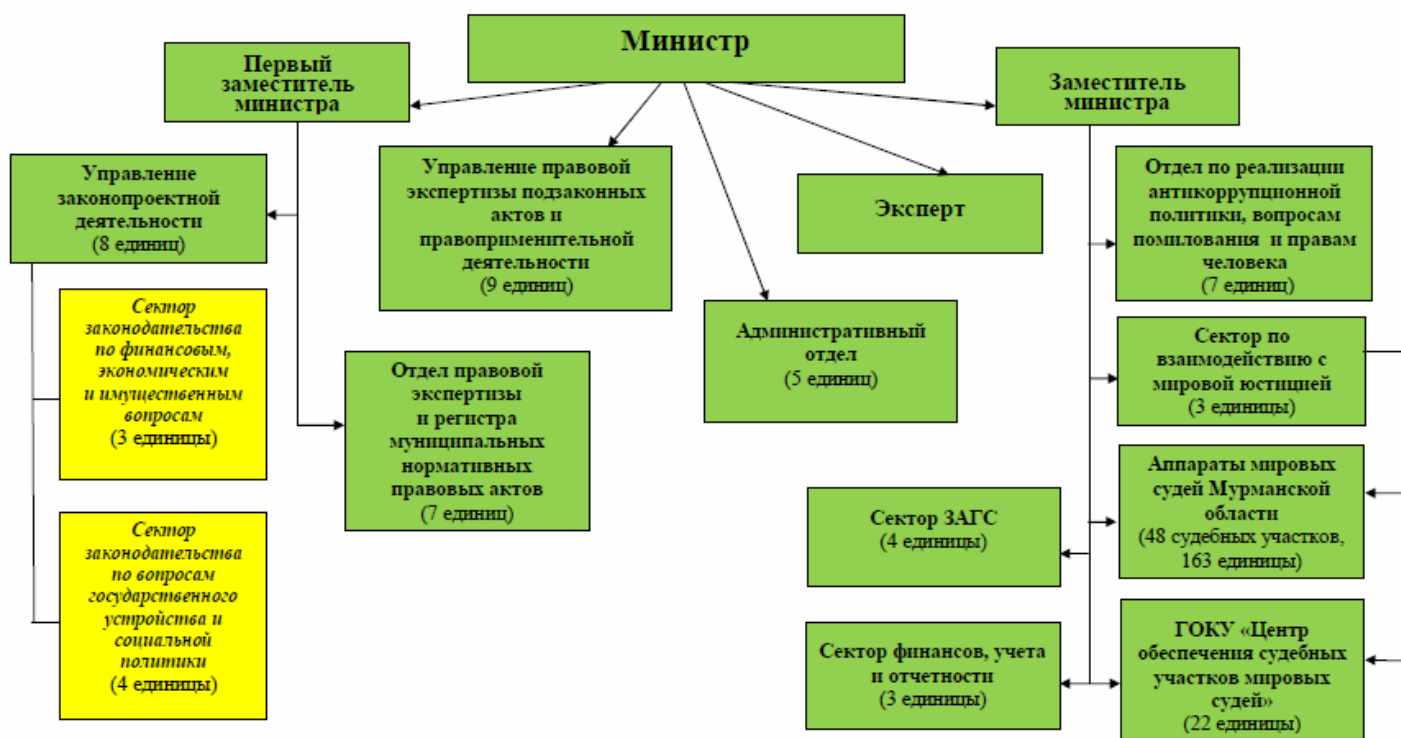 Министр
Первый
заместитель
министра
Заместитель
министра
Управление
законопроектной
деятельности
(8 единиц)
Управление правовой
экспертизы подзаконных
актов и
правоприменительной
деятельности
(9 единиц)
Эксперт
Отдел по реализации
антикоррупционной
политики, вопросам
помилования и правам
человека
(7 единиц)
Сектор
законодательства
по финансовым,
экономическим
и имущественным
вопросам
(3 единицы)
Отдел правовой
экспертизы
и регистра
муниципальных
нормативных
правовых актов
(7 единиц)
Административный
отдел
(5 единиц)
Сектор по
взаимодействию с
мировой юстицией
(3 единицы)
Сектор
законодательства
по вопросам
государственного
устройства и
социальной
политики
(4 единицы)
Сектор ЗАГС
(4 единицы)
Аппараты мировых
судей Мурманской
области
(48 судебных участков,
163 единицы)
Сектор финансов, учета
и отчетности
(3 единицы)
ГОКУ «Центр
обеспечения судебных
участков мировых
судей»
(22 единицы)